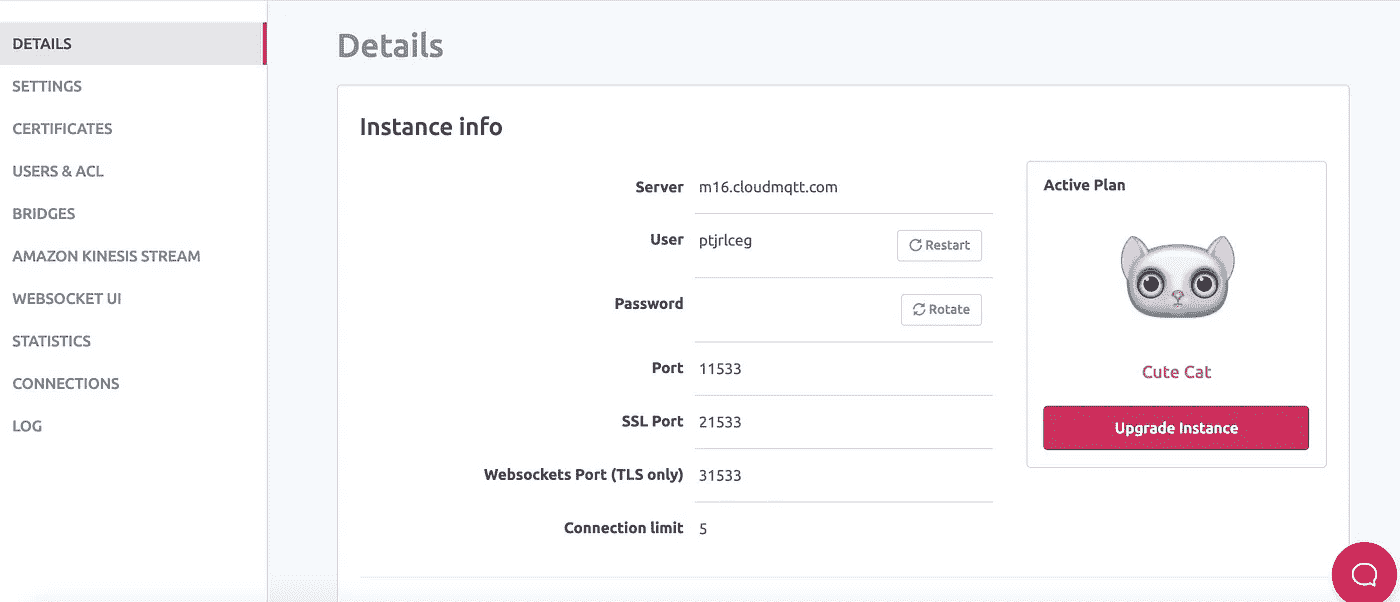 DETAILS
SETTINGS
CERTIFICATES
USERS & ACL
BRIDGES
AMAZON KINESIS STREAM
WEBSOCKET UI
STATISTICS
CONNECTIONS
LOG
Details
Instance info
Server m16.cloudmqtt.com
User ptjrlceg Restart
Password Rotate
Port 11533
SSL Port 21533
Websockets Port (TLS only) 31533
Connection limit 5
Active Plan
Cute Cat
Upgrade Instance